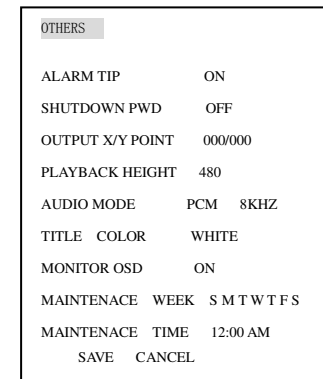 OTHERS
ALARM TIP ON
SHUTDOWN PWD OFF
OUTPUT X/Y POINT 000/000
PLAYBACK HEIGHT 480
AUDIO MODE PCM 8KHZ
TITLE COLOR WHITE
MONITOR OSD ON
MAINTENACE WEEK S M T W T F S
MAINTENACE TIME 12:00 AM
SAVE CANCEL